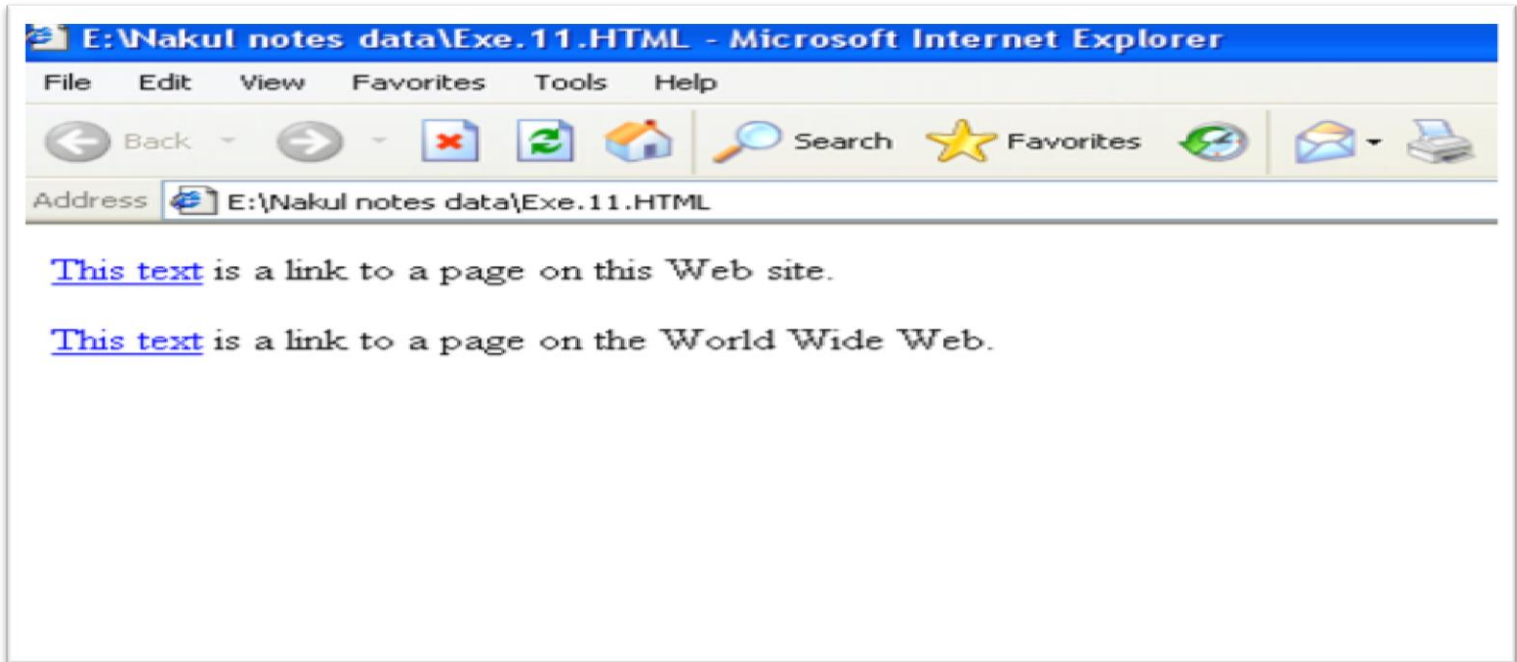 E:\Nakul notes data\Exe.11.HTML - Microsoft Internet Explorer
File Edit View Favorites Tools Help
Back Search Favorites
Address E:\Nakul notes data\Exe.11.HTML
This text is a link to a page on this Web site.
This text is a link to a page on the World Wide Web.